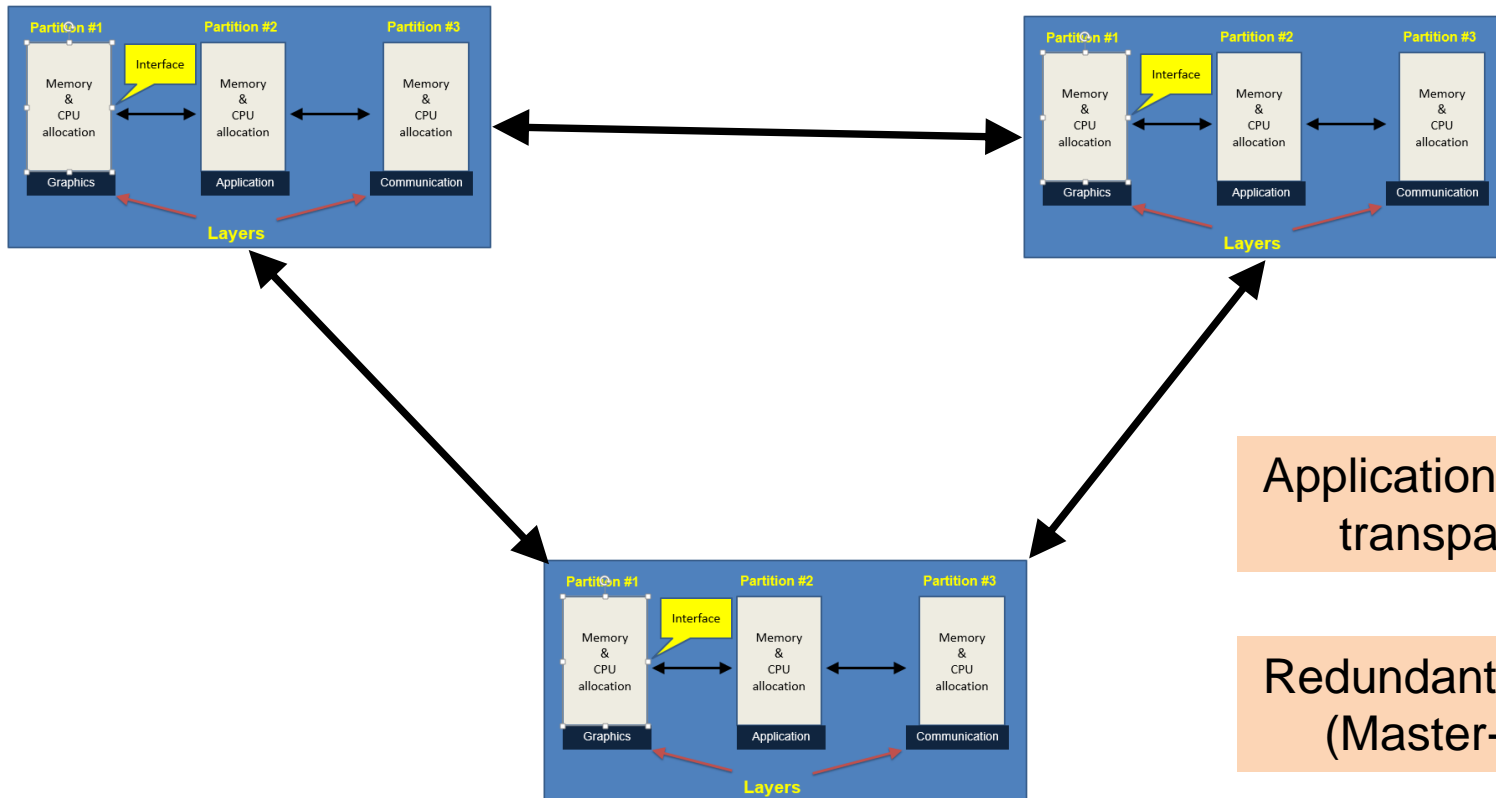 Partition #1
Partition #2
Partition #3
Interface
Memory
&
CPU
allocation
Memory
&
CPU
allocation
Memory
&
CPU
allocation
Graphics
Application
Communication
Layers
Partition #1
Partition #2
Partition #3
Interface
Memory
&
CPU
allocation
Memory
&
CPU
allocation
Memory
&
CPU
allocation
Graphics
Application
Communication
Layers
Application
transpa
Partition #1
Partition #2
Partition #3
Interface
Memory
&
CPU
allocation
Memory
&
CPU
allocation
Memory
&
CPU
allocation
Graphics
Application
Communication
Layers
Redundant
(Master-